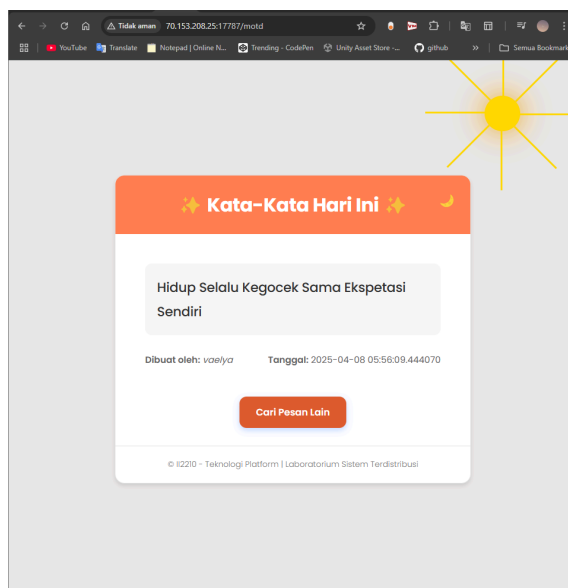 Tidak aman
70.153.208.25:17787/motd
YouTube
Translate
Notepad | Online N...
Trending - CodePen
Unity Asset Store -...
github
»
Semua Bookmark
✨ Kata-Kata Hari Ini ✨
Hidup Selalu Kegocek Sama Ekspetasi
Sendiri
Dibuat oleh: vaelya
Tanggal: 2025-04-08 05:56:09.444070
Cari Pesan Lain
© II2210 - Teknologi Platform | Laboratorium Sistem Terdistribusi